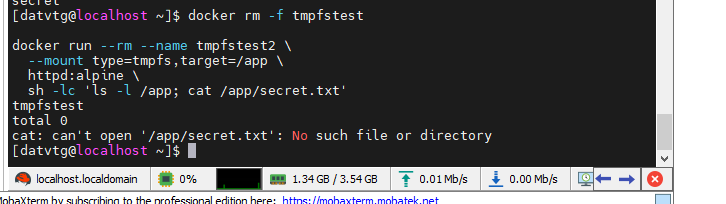 secret
[datvtg@localhost ~]$ docker rm -f tmpfstest
docker run --rm --name tmpfstest2 \
  --mount type=tmpfs,target=/app \
  httpd:alpine \
  sh -lc 'ls -l /app; cat /app/secret.txt'
tmpfstest
total 0
cat: can't open '/app/secret.txt': No such file or directory
[datvtg@localhost ~]$
localhost.localdomain 0% 1.34 GB / 3.54 GB 0.01 Mb/s 0.00 Mb/s
MobaXterm by subscribing to the professional edition here: https://mobaxterm.mobatek.net